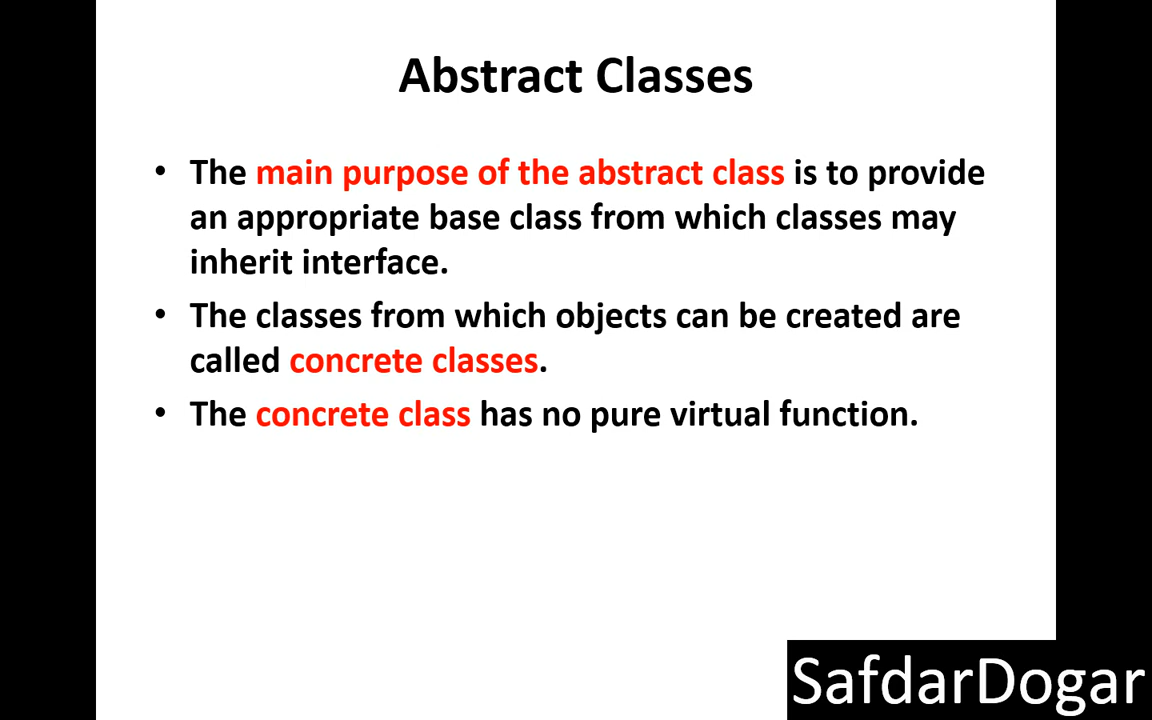 Abstract Classes
• The main purpose of the abstract class is to provide
an appropriate base class from which classes may
inherit interface.
• The classes from which objects can be created are
called concrete classes.
• The concrete class has no pure virtual function.
SafdarDogar